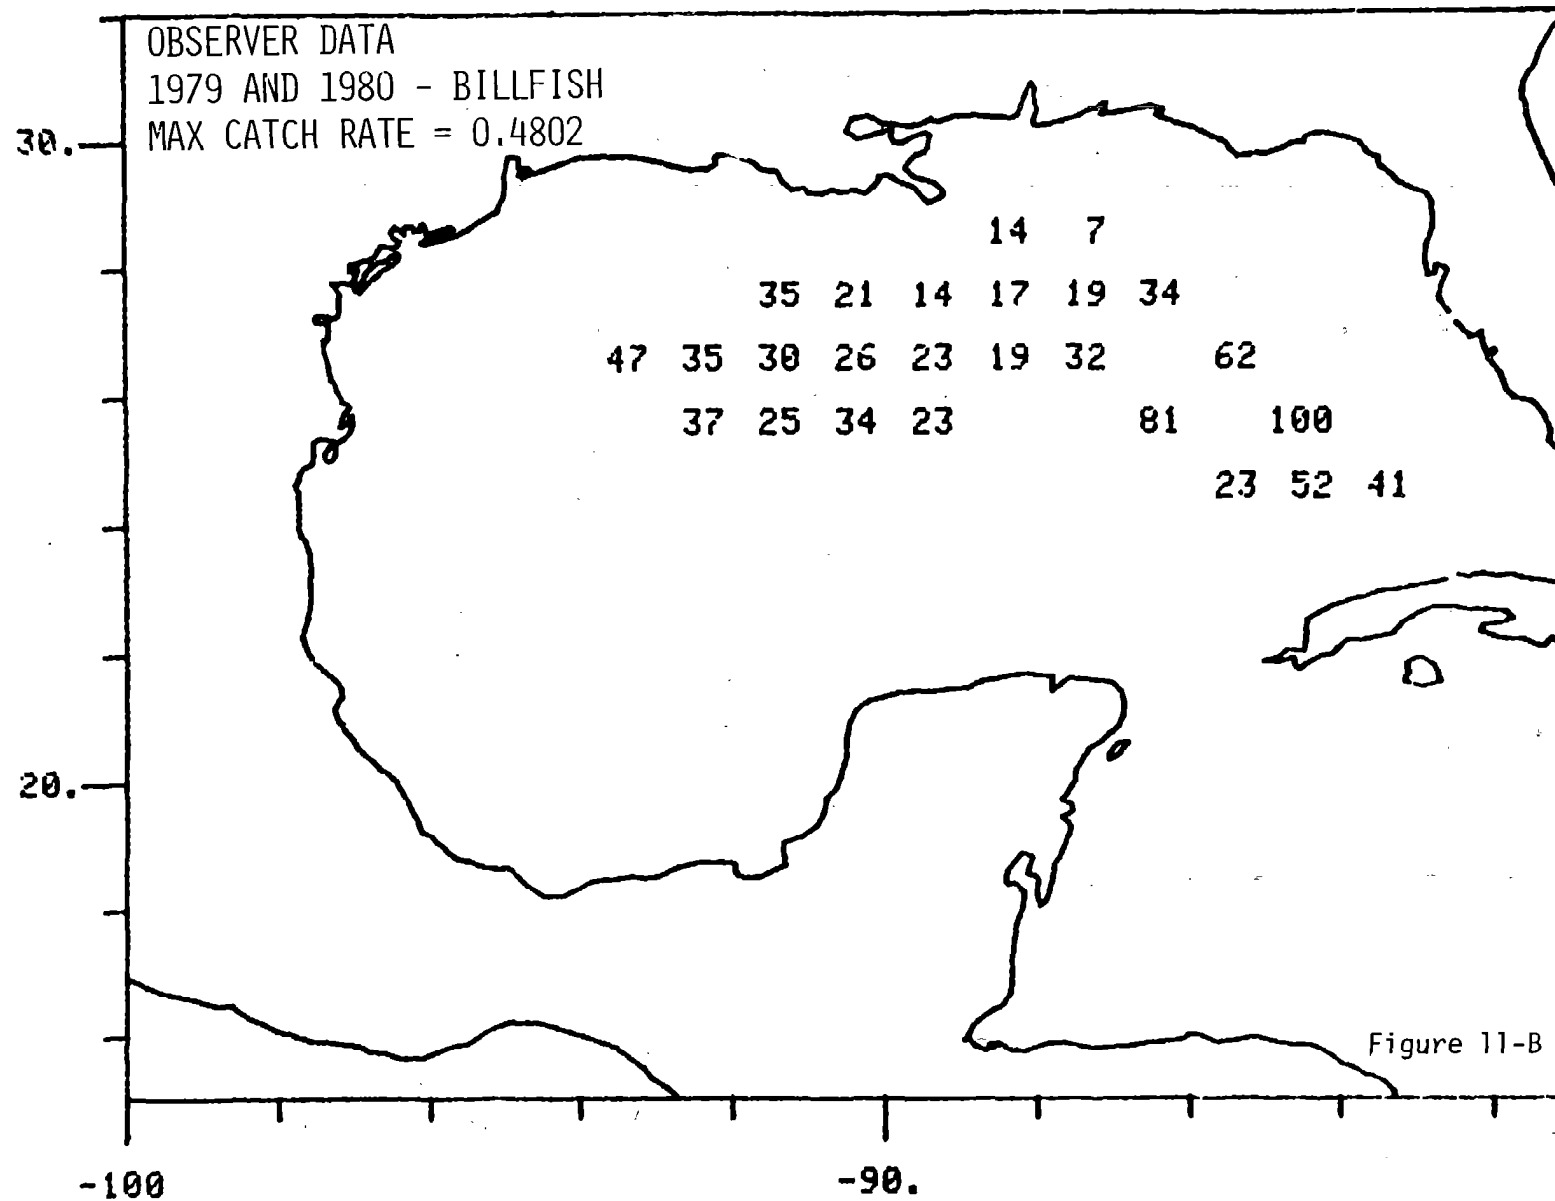 OBSERVER DATA
1979 AND 1980 - BILLFISH
MAX CATCH RATE = 0.4802
30.
14 7
35 21 14 17 19 34
47 35 30 26 23 19 32 62
37 25 34 23 81 100
23 52 41
20.
Figure 11-B
-100 -90.